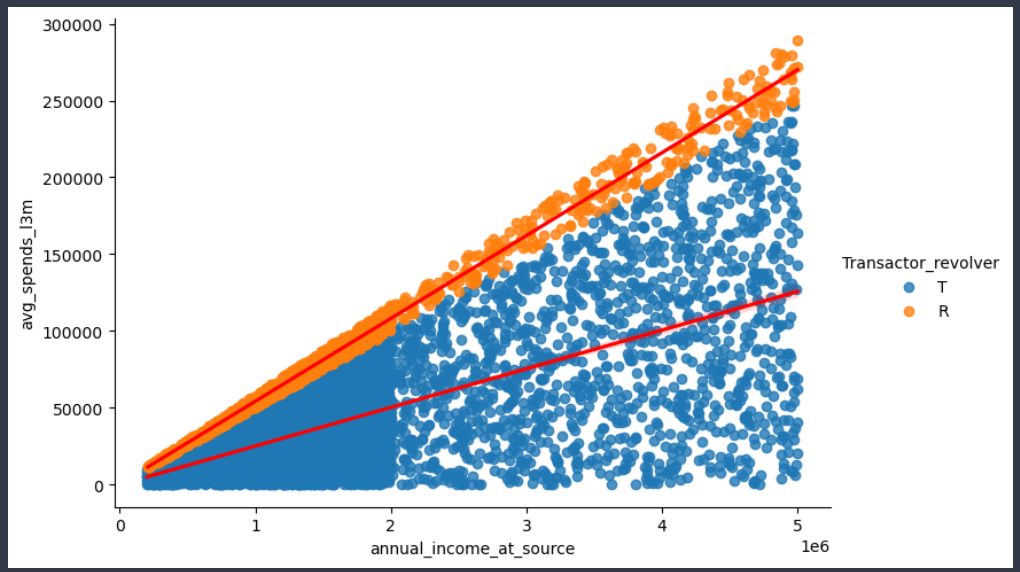 300000
250000
200000
150000
100000
50000
0
avg_spends_l3m
0 1 2 3 4 5
1e6
annual_income_at_source
Transactor_revolver
T
R